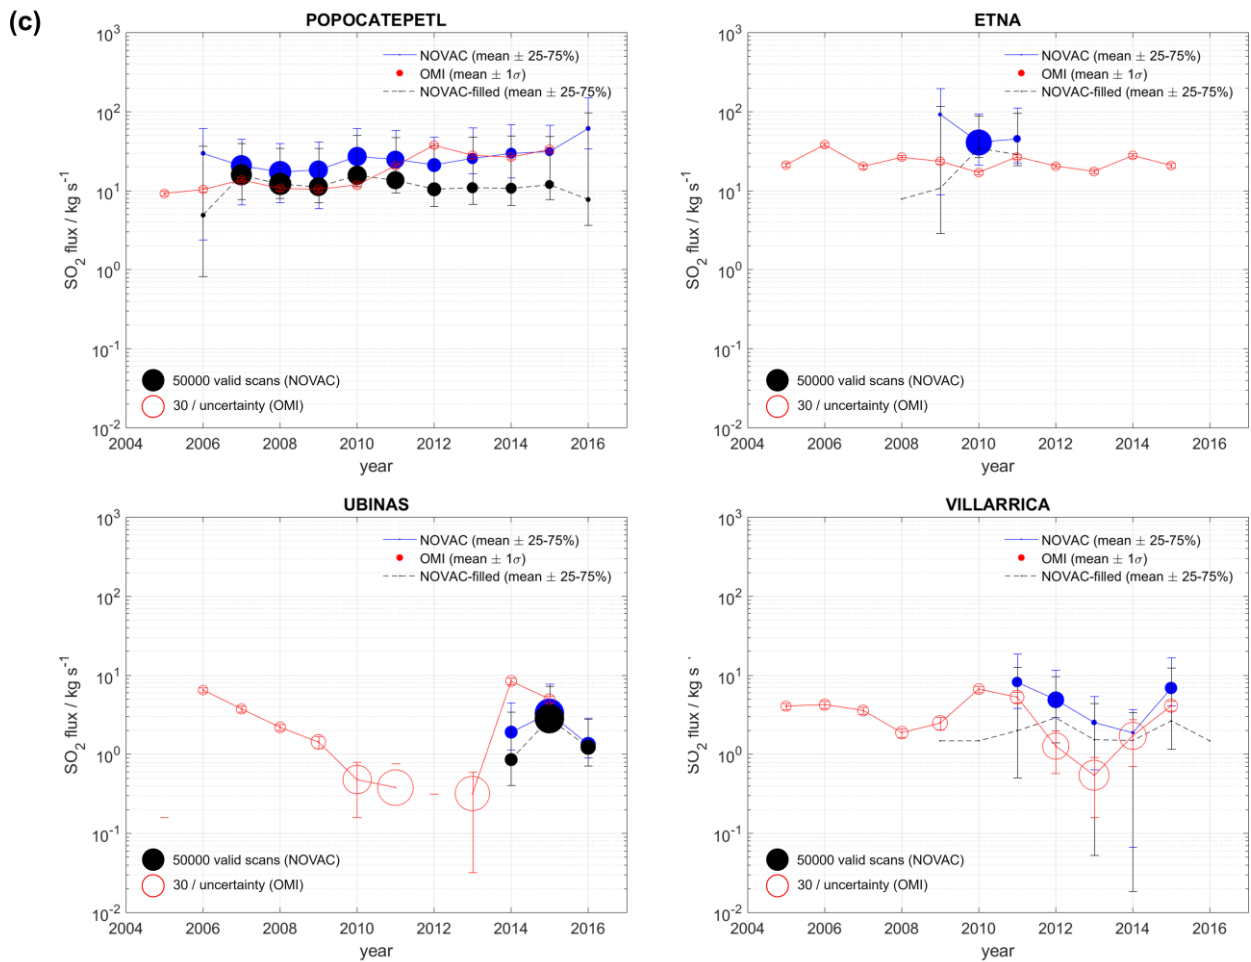 (c)
POPOCATEPETL
NOVAC (mean ± 25-75%)
OMI (mean ± 1σ)
NOVAC-filled (mean ± 25-75%)
10³
10²
10¹
10⁰
10⁻¹
10⁻²
SO₂ flux / kg s⁻¹
50000 valid scans (NOVAC)
30 / uncertainty (OMI)
2004 2006 2008 2010 2012 2014 2016
year
ETNA
NOVAC (mean ± 25-75%)
OMI (mean ± 1σ)
NOVAC-filled (mean ± 25-75%)
10³
10²
10¹
10⁰
10⁻¹
10⁻²
SO₂ flux / kg s⁻¹
50000 valid scans (NOVAC)
30 / uncertainty (OMI)
2004 2006 2008 2010 2012 2014 2016
year
UBINAS
NOVAC (mean ± 25-75%)
OMI (mean ± 1σ)
NOVAC-filled (mean ± 25-75%)
10³
10²
10¹
10⁰
10⁻¹
10⁻²
SO₂ flux / kg s⁻¹
50000 valid scans (NOVAC)
30 / uncertainty (OMI)
2004 2006 2008 2010 2012 2014 2016
year
VILLARRICA
NOVAC (mean ± 25-75%)
OMI (mean ± 1σ)
NOVAC-filled (mean ± 25-75%)
10³
10²
10¹
10⁰
10⁻¹
10⁻²
SO₂ flux / kg s
50000 valid scans (NOVAC)
30 / uncertainty (OMI)
2004 2006 2008 2010 2012 2014 2016
year